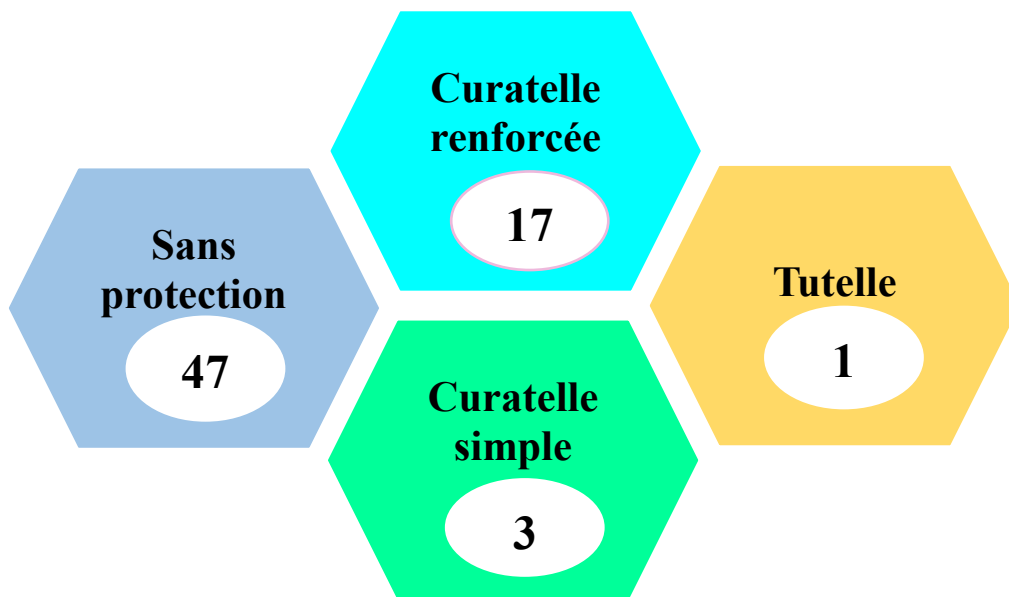 Curatelle
renforcée
17
Sans
protection
47
Tutelle
1
Curatelle
simple
3